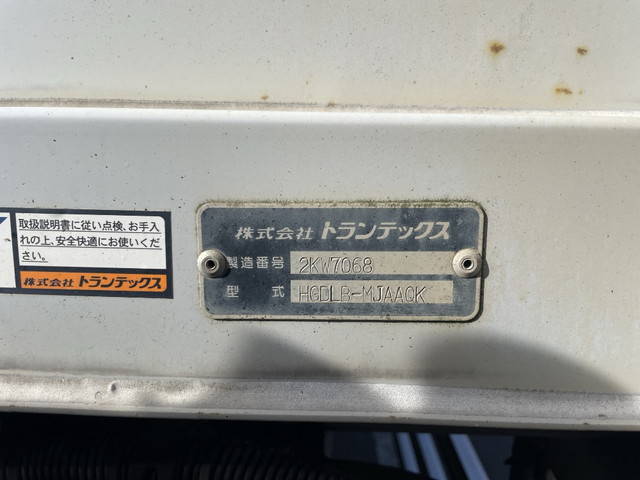 取扱説明書に従い点検、お手入
れの上、安全快適にお使いくだ
さい。
株式会社 トランテックス
株式会社 トランテックス
製造番号 2KW7068
型式 HGDLR-MJAAQK